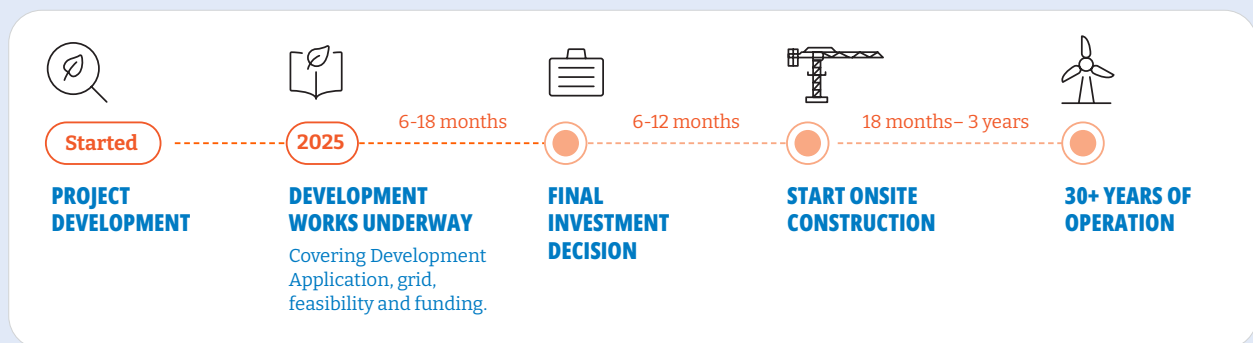 Started
2025
6-18 months
6-12 months
18 months– 3 years
PROJECT
DEVELOPMENT
DEVELOPMENT
WORKS UNDERWAY
Covering Development
Application, grid,
feasibility and funding.
FINAL
INVESTMENT
DECISION
START ONSITE
CONSTRUCTION
30+ YEARS OF
OPERATION